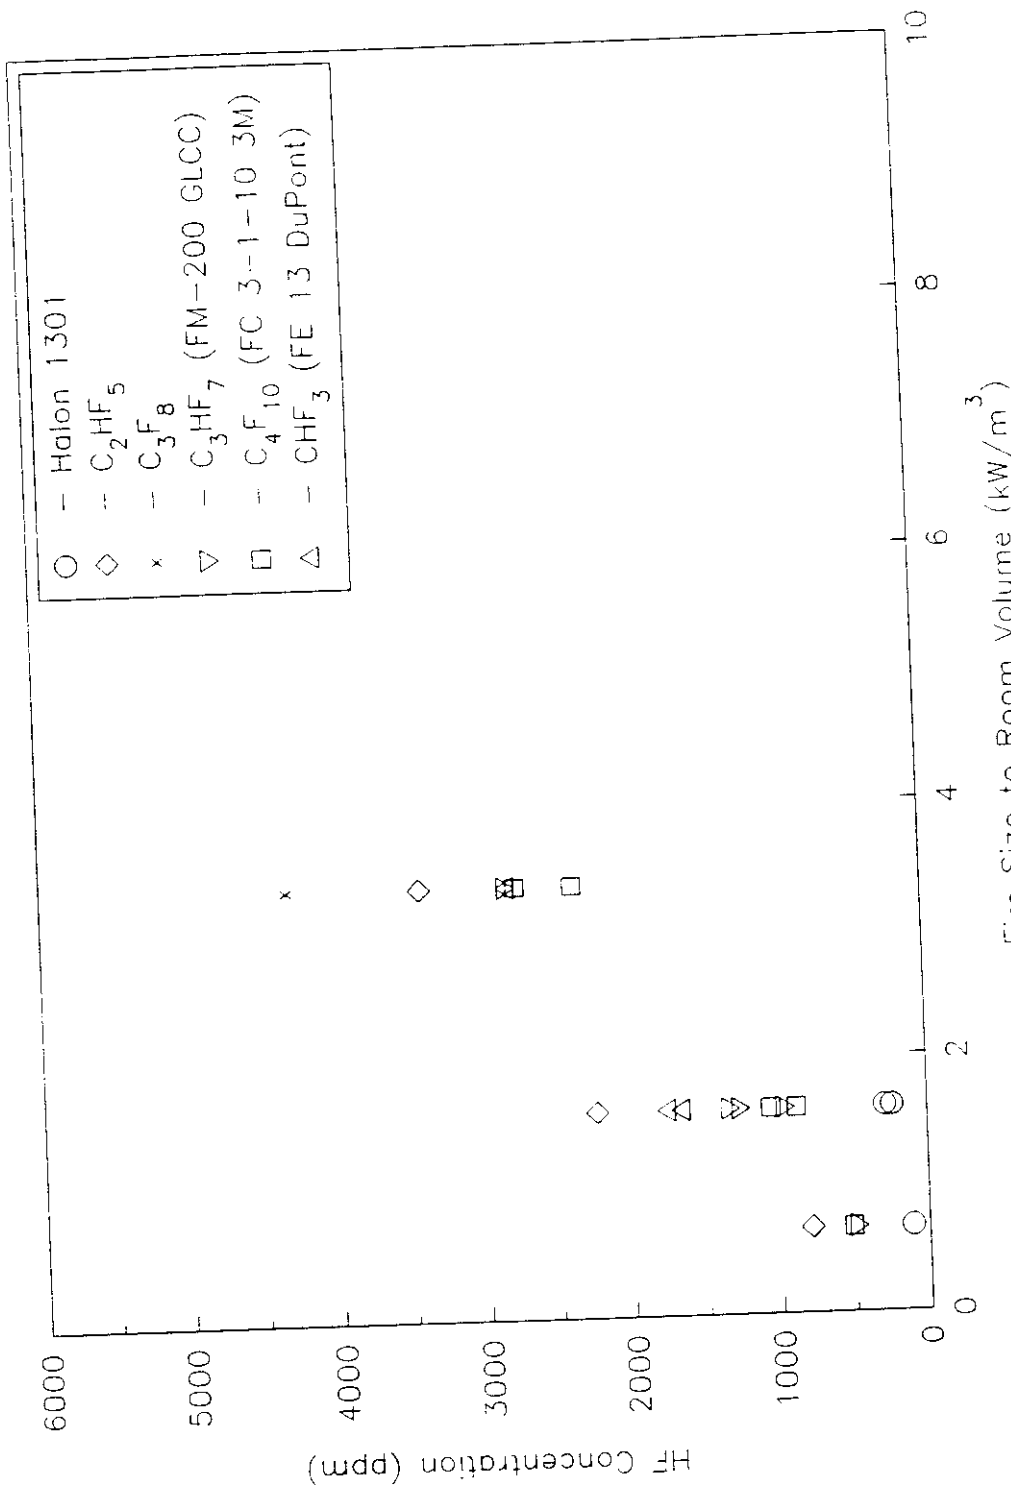 HF Concentration (ppm)
6000
5000
4000
3000
2000
1000
0
○ - Halon 1301
◇ -- C₂HF₅
× - C₃F₈
▽ - C₃HF₇ (FM-200 GLCC)
□ - C₄F₁₀ (FC 3-1-10 3M)
△ - CHF₃ (FE 13 DuPont)
0 2 4 6 8 10
Size to Room Volume (kW/m³)